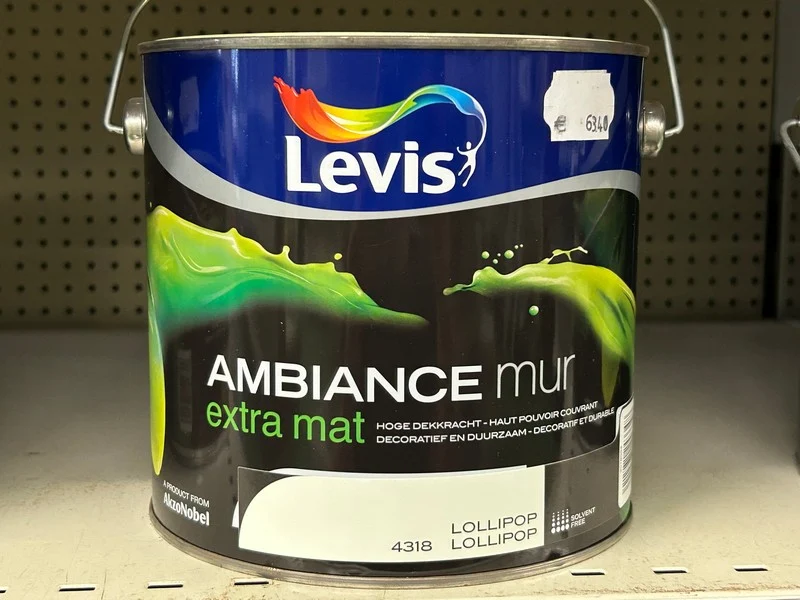 € 63.40
Levis
AMBIANCE mur
extra mat
HOGE DEKKRACHT - HAUT POUVOIR COUVRANT
DECORATIEF EN DUURZAAM - DECORATIF ET DURABLE
A PRODUCT FROM
AkzoNobel
LOLLIPOP
4318 LOLLIPOP
SOLVENT
FREE